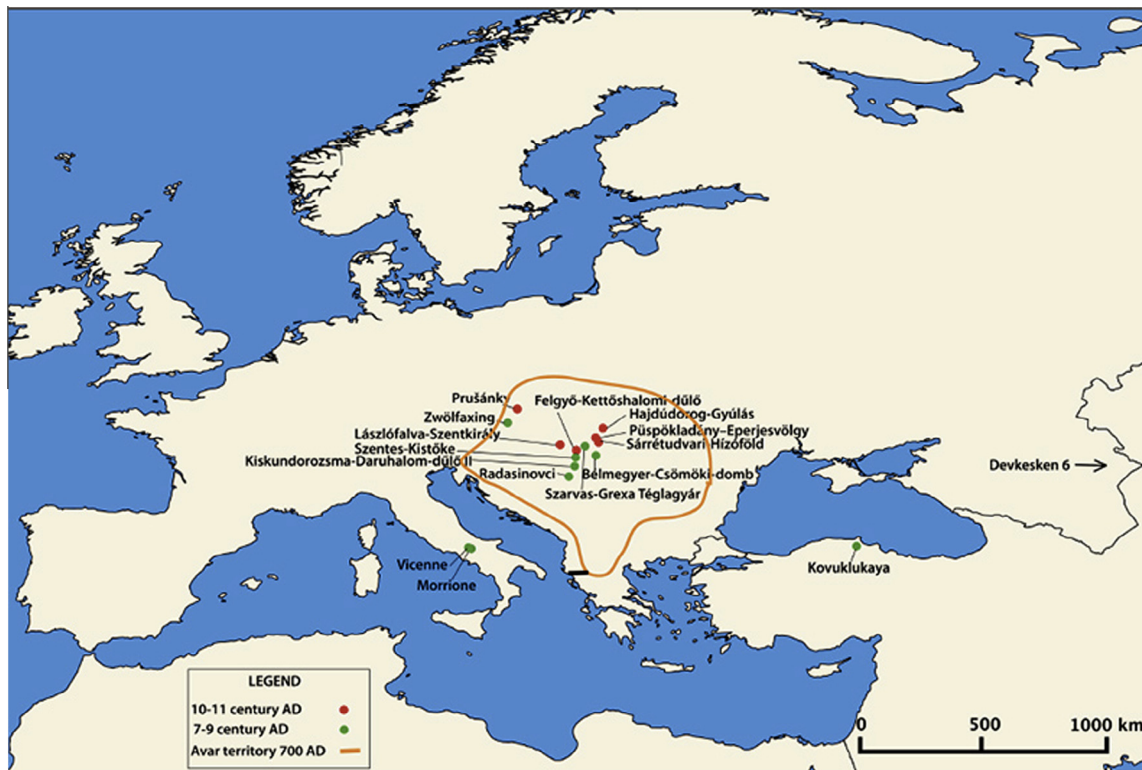 Prušánky
Felgyő-Kettőshalomi-dűlő
Zwölfaxing
Hajdúdorog-Gyúlás
Lászlófalva-Szentkirály
Püspökladány–Eperjesvölgy
Szentes-Kistőke
Sárrétudvari-Hízóföld
Kiskundorozsma-Daruhalom-dűlő II
Radasinovci
Belmegyer-Csömöki-domb
Szarvas-Grexa Téglagyár
Devkesken 6
Vicenne
Morrione
Kovuklukaya
LEGEND
10-11 century AD
7-9 century AD
Avar territory 700 AD
0 500 1000 km